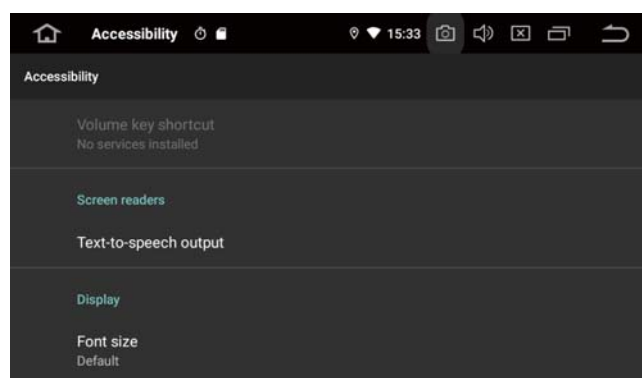 Accessibility
15:33
Accessibility
Volume key shortcut
No services installed
Screen readers
Text-to-speech output
Display
Font size
Default